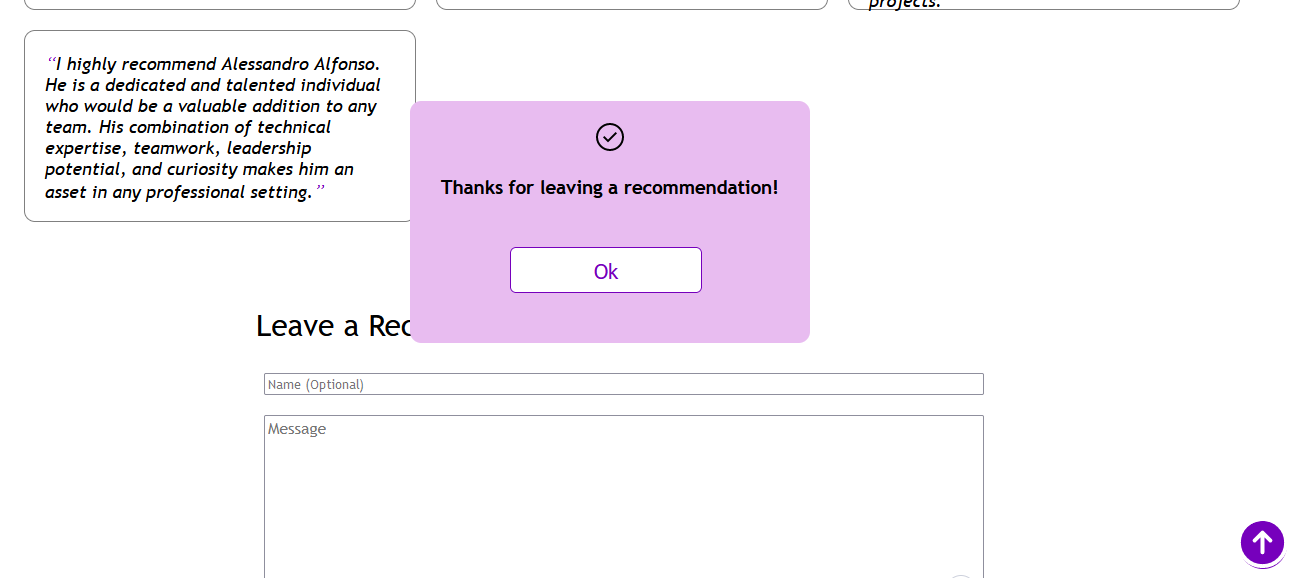 projects.
“I highly recommend Alessandro Alfonso.
He is a dedicated and talented individual
who would be a valuable addition to any
team. His combination of technical
expertise, teamwork, leadership
potential, and curiosity makes him an
asset in any professional setting.”
Thanks for leaving a recommendation!
Ok
Leave a Rec
Name (Optional)
Message